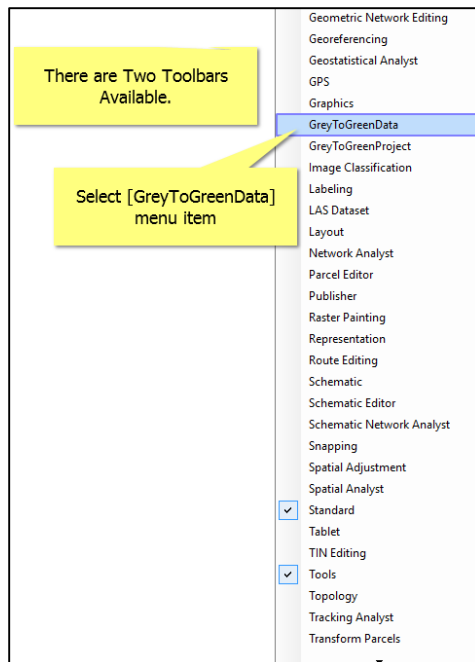 There are Two Toolbars
Available.
Select [GreyToGreenData]
menu item
Geometric Network Editing
Georeferencing
Geostatistical Analyst
GPS
Graphics
GreyToGreenData
GreyToGreenProject
Image Classification
Labeling
LAS Dataset
Layout
Network Analyst
Parcel Editor
Publisher
Raster Painting
Representation
Route Editing
Schematic
Schematic Editor
Schematic Network Analyst
Snapping
Spatial Adjustment
Spatial Analyst
Standard
Tablet
TIN Editing
Tools
Topology
Tracking Analyst
Transform Parcels